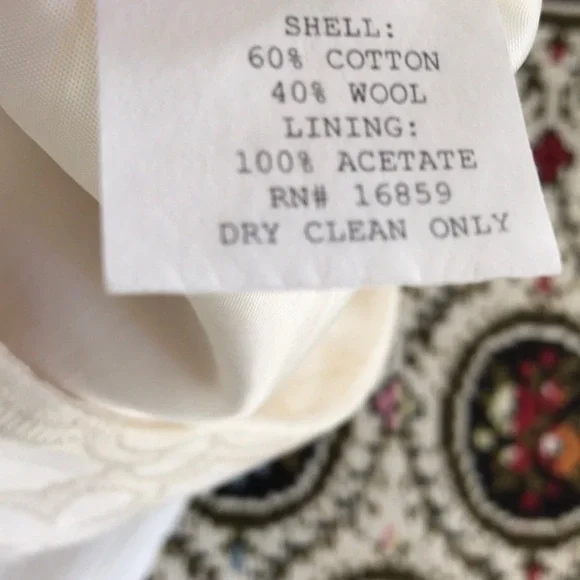 SHELL:
60% COTTON
40% WOOL
LINING:
100% ACETATE
RN# 16859
DRY CLEAN ONLY